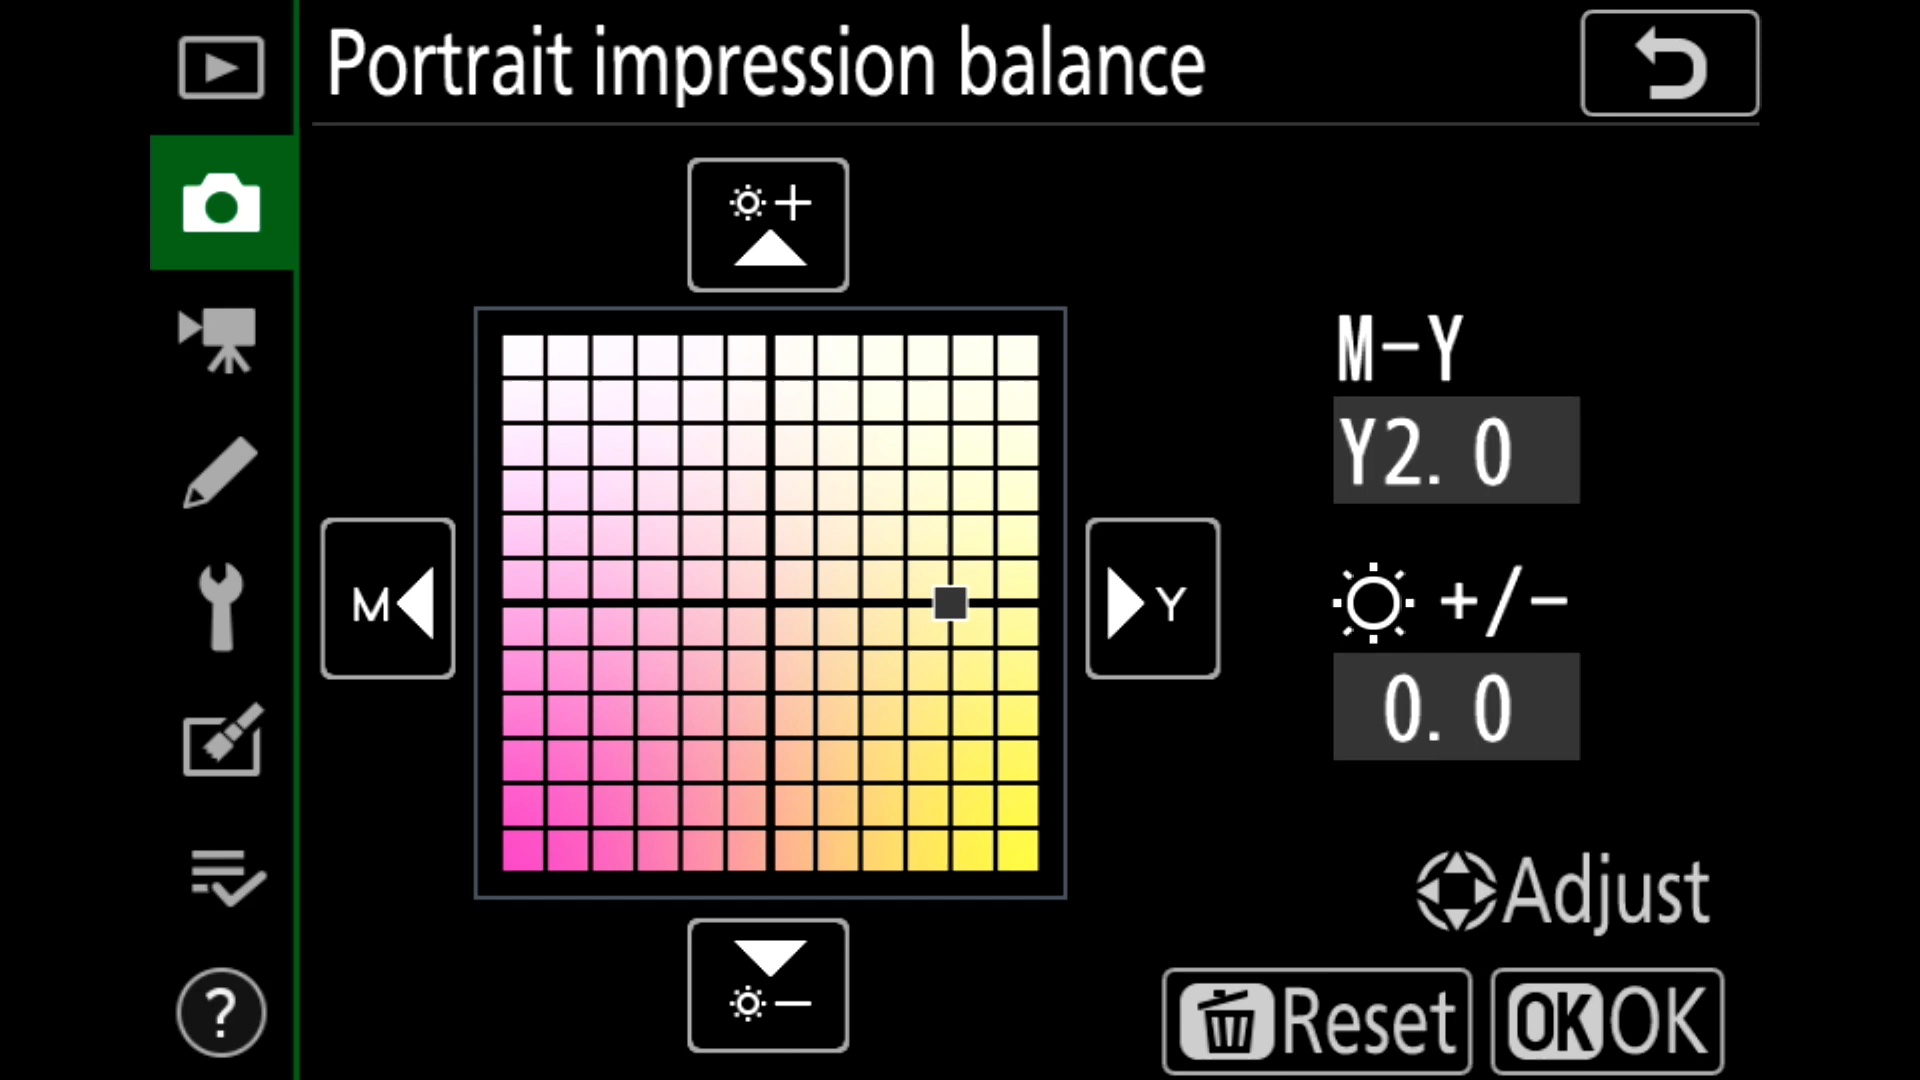 Portrait impression balance
+
M
Y
−
M−Y
Y2.0
+/−
0.0
Adjust
Reset
OK OK
?